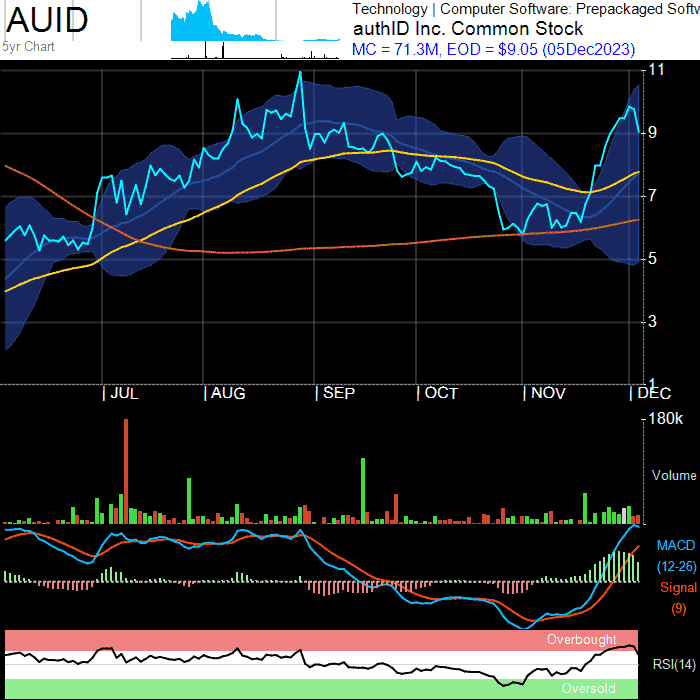 AUID
5yr Chart
Technology | Computer Software: Prepackaged Softw
authID Inc. Common Stock
MC = 71.3M, EOD = $9.05 (05Dec2023)
11
9
7
5
3
1
| JUL | AUG | SEP | OCT | NOV | DEC
180k
Volume
MACD
(12-26)
Signal
(9)
Overbought
RSI(14)
Oversold